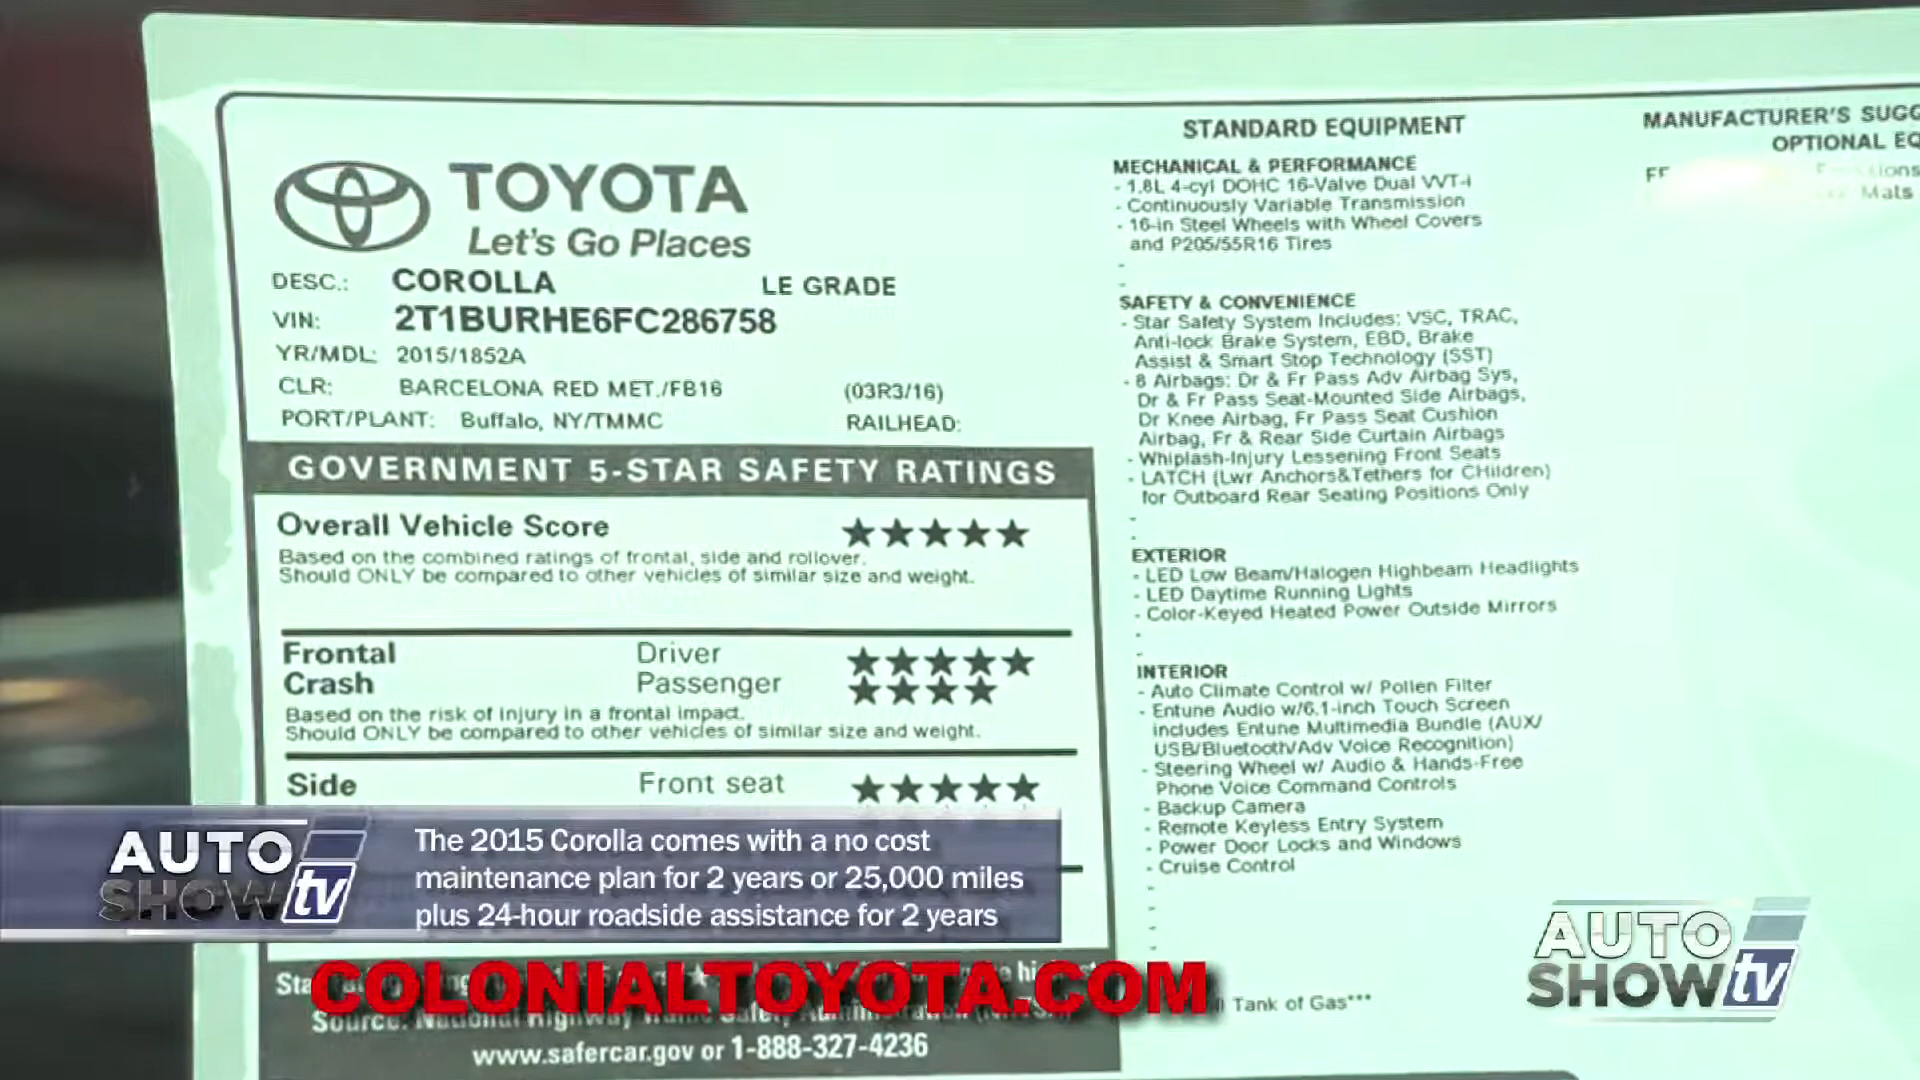 TOYOTA
Let's Go Places
DESC.: COROLLA LE GRADE
VIN: 2T1BURHE6FC286758
YR/MDL: 2015/1852A
CLR: BARCELONA RED MET./FB16 (03R3/16)
PORT/PLANT: Buffalo, NY/TMMC RAILHEAD:
GOVERNMENT 5-STAR SAFETY RATINGS
Overall Vehicle Score ★★★★★
Based on the combined ratings of frontal, side and rollover.
Should ONLY be compared to other vehicles of similar size and weight.
Frontal Driver ★★★★★
Crash Passenger ★★★★
Based on the risk of injury in a frontal impact.
Should ONLY be compared to other vehicles of similar size and weight.
Side Front seat ★★★★★
www.safercar.gov or 1-888-327-4236
STANDARD EQUIPMENT
MECHANICAL & PERFORMANCE
- 1.8L 4-cyl DOHC 16-Valve Dual VVT-i
- Continuously Variable Transmission
- 16-in Steel Wheels with Wheel Covers
and P205/55R16 Tires
SAFETY & CONVENIENCE
- Star Safety System Includes: VSC, TRAC,
Anti-lock Brake System, EBD, Brake
Assist & Smart Stop Technology (SST)
- 8 Airbags: Dr & Fr Pass Adv Airbag Sys,
Dr & Fr Pass Seat-Mounted Side Airbags,
Dr Knee Airbag, Fr Pass Seat Cushion
Airbag, Fr & Rear Side Curtain Airbags
- Whiplash-Injury Lessening Front Seats
- LATCH (Lwr Anchors&Tethers for CHildren)
for Outboard Rear Seating Positions Only
EXTERIOR
- LED Low Beam/Halogen Highbeam Headlights
- LED Daytime Running Lights
- Color-Keyed Heated Power Outside Mirrors
INTERIOR
- Auto Climate Control w/ Pollen Filter
- Entune Audio w/6.1-inch Touch Screen
includes Entune Multimedia Bundle (AUX/
USB/Bluetooth/Adv Voice Recognition)
- Steering Wheel w/ Audio & Hands-Free
Phone Voice Command Controls
- Backup Camera
- Remote Keyless Entry System
- Power Door Locks and Windows
- Cruise Control
Tank of Gas***
MANUFACTURER'S SUGG
OPTIONAL EQ
Mats
AUTO
SHOW tv
The 2015 Corolla comes with a no cost
maintenance plan for 2 years or 25,000 miles
plus 24-hour roadside assistance for 2 years
COLONIALTOYOTA.COM
AUTO
SHOW tv